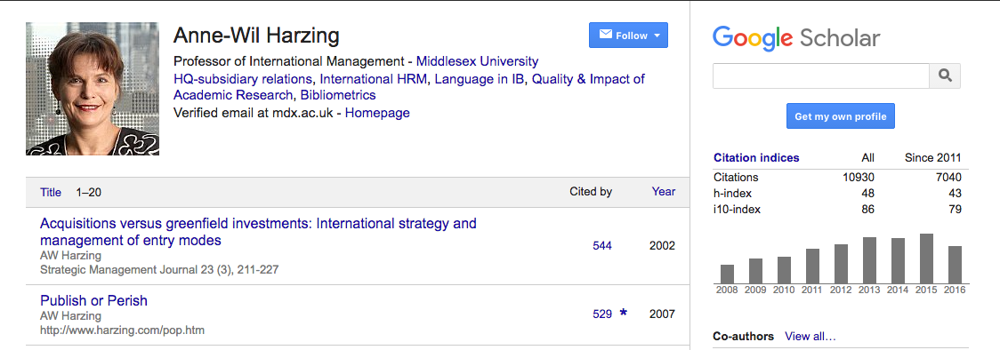 Anne-Wil Harzing
Follow
Professor of International Management - Middlesex University
HQ-subsidiary relations, International HRM, Language in IB, Quality & Impact of
Academic Research, Bibliometrics
Verified email at mdx.ac.uk - Homepage
Title 1–20 Cited by Year
Acquisitions versus greenfield investments: International strategy and
management of entry modes
544 2002
AW Harzing
Strategic Management Journal 23 (3), 211-227
Publish or Perish
529 * 2007
AW Harzing
http://www.harzing.com/pop.htm
Google Scholar
Get my own profile
Citation indices All Since 2011
Citations 10930 7040
h-index 48 43
i10-index 86 79
2008 2009 2010 2011 2012 2013 2014 2015 2016
Co-authors View all…